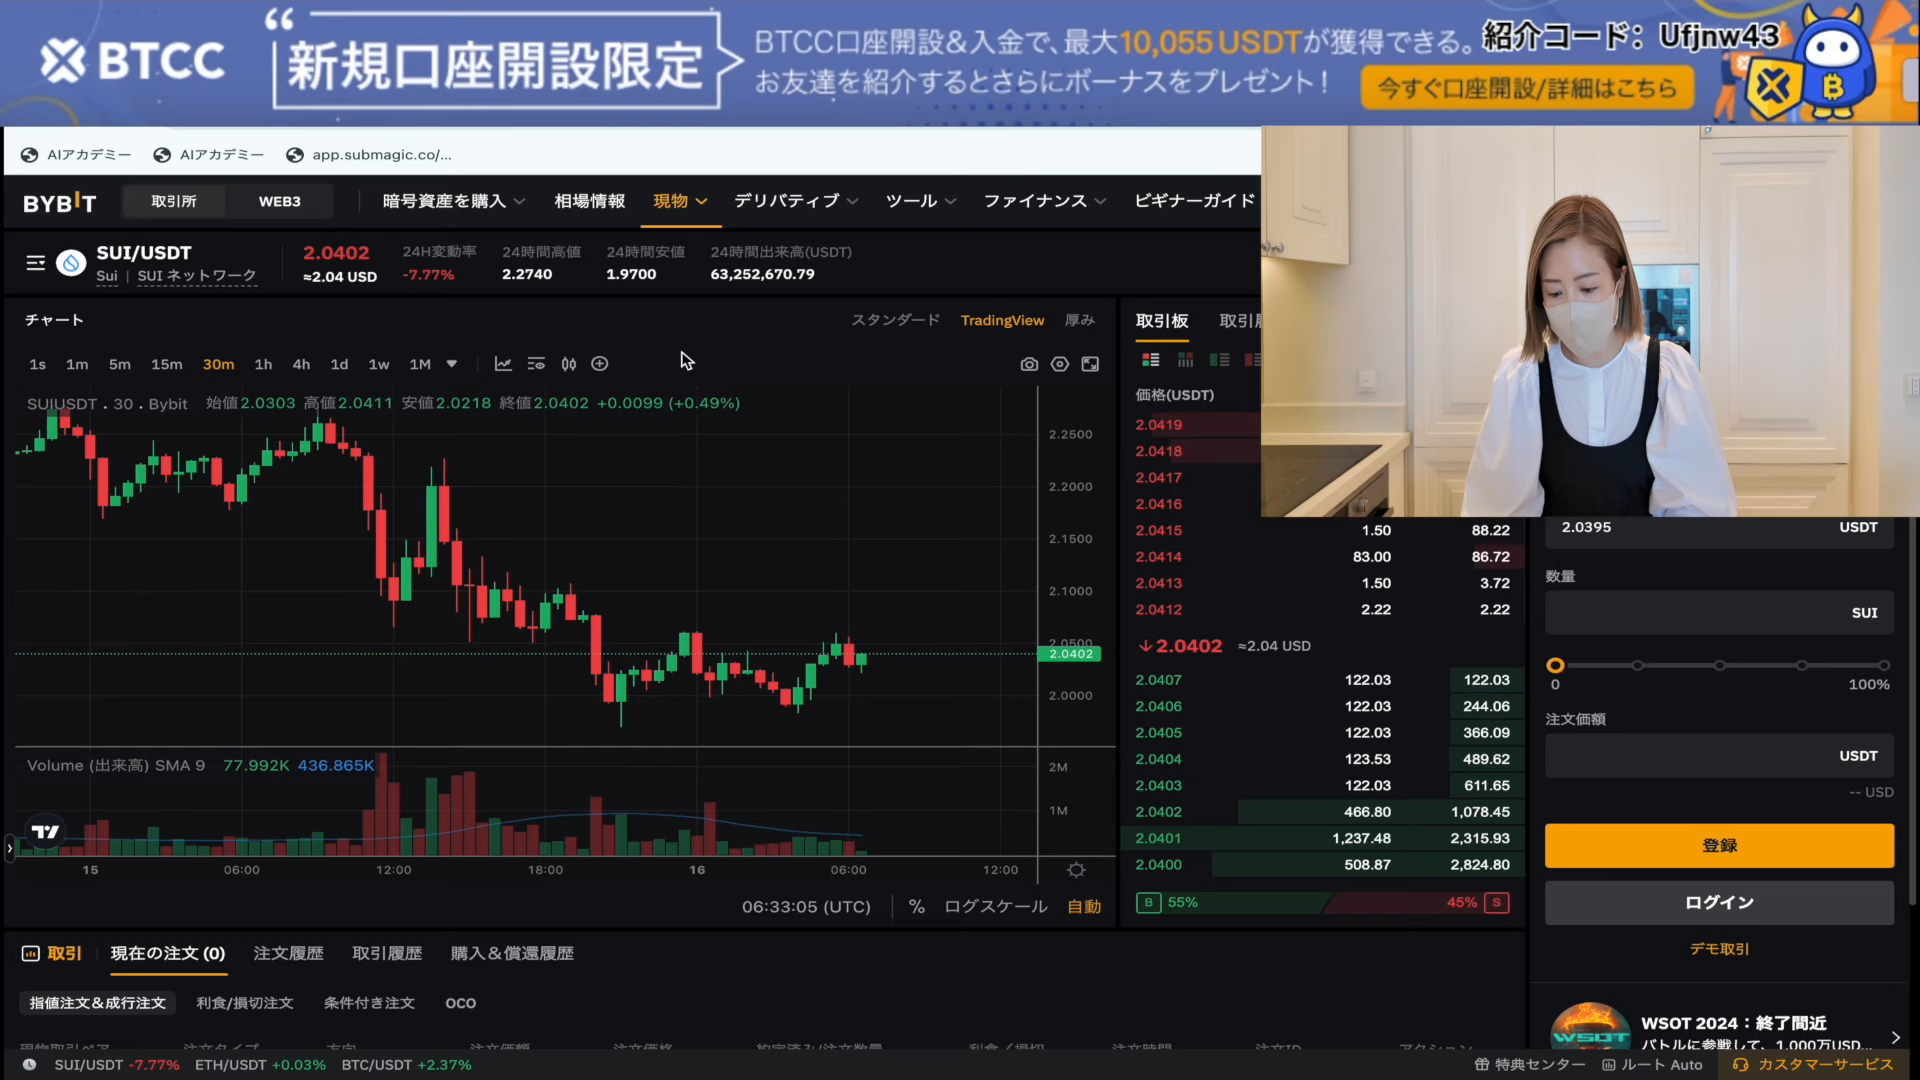 BTCC
“新規口座開設限定
BTCC口座開設&入金で、最大10,055 USDTが獲得できる。
お友達を紹介するとさらにボーナスをプレゼント!
紹介コード: Ufjnw43
今すぐ口座開設/詳細はこちら
AIアカデミー AIアカデミー app.submagic.co/...
BYBIT 取引所 WEB3 暗号資産を購入 相場情報 現物 デリバティブ ツール ファイナンス ビギナーガイド
SUI/USDT
Sui | SUI ネットワーク
2.0402
≈2.04 USD
24H変動率
-7.77%
24時間高値
2.2740
24時間安値
1.9700
24時間出来高(USDT)
63,252,670.79
チャート スタンダード TradingView 厚み
1s 1m 5m 15m 30m 1h 4h 1d 1w 1M
SUIUSDT . 30 . Bybit 始値2.0303 高値2.0411 安値2.0218 終値2.0402 +0.0099 (+0.49%)
2.2500
2.2000
2.1500
2.1000
2.0500
2.0402
2.0000
Volume (出来高) SMA 9 77.992K 436.865K
2M
1M
15 06:00 12:00 18:00 16 06:00 12:00
06:33:05 (UTC) % ログスケール 自動
取引板
価格(USDT)
2.0419
2.0418
2.0417
2.0416
2.0415 1.50 88.22
2.0414 83.00 86.72
2.0413 1.50 3.72
2.0412 2.22 2.22
↓2.0402 ≈2.04 USD
2.0407 122.03 122.03
2.0406 122.03 244.06
2.0405 122.03 366.09
2.0404 123.53 489.62
2.0403 122.03 611.65
2.0402 466.80 1,078.45
2.0401 1,237.48 2,315.93
2.0400 508.87 2,824.80
B 55% 45% S
2.0395 USDT
数量
SUI
0 100%
注文価額
USDT
-- USD
登録
ログイン
デモ取引
WSOT
WSOT 2024:終了間近
バトルに参戦して、1,000万USD...
取引 現在の注文 (0) 注文履歴 取引履歴 購入&償還履歴
指値注文&成行注文 利食/損切注文 条件付き注文 OCO
SUI/USDT -7.77% ETH/USDT +0.03% BTC/USDT +2.37%
特典センター ルート Auto カスタマーサービス